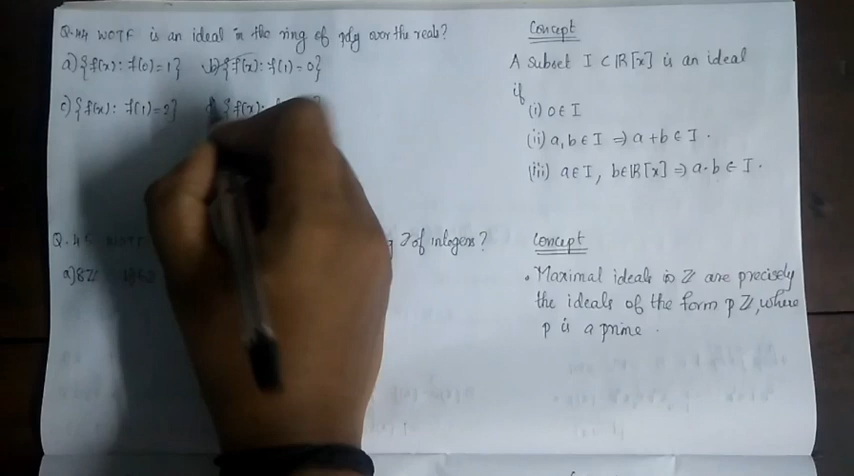 Q.44 WOTF is an ideal in the ring of poly over the reals?
a) {f(x): f(0)=1} b) {f(x): f(1)=0}
c) {f(x): f(1)=2} {f(x):
Q.45 WOTF Z of integers?
a) 8Z
Concept
A subset I ⊂ R[x] is an ideal
if
(i) 0 ∈ I
(ii) a, b ∈ I ⇒ a + b ∈ I.
(iii) a ∈ I, b ∈ R[x] ⇒ a·b ∈ I.
Concept
• Maximal ideals in Z are precisely
the ideals of the form pZ, where
p is a prime.